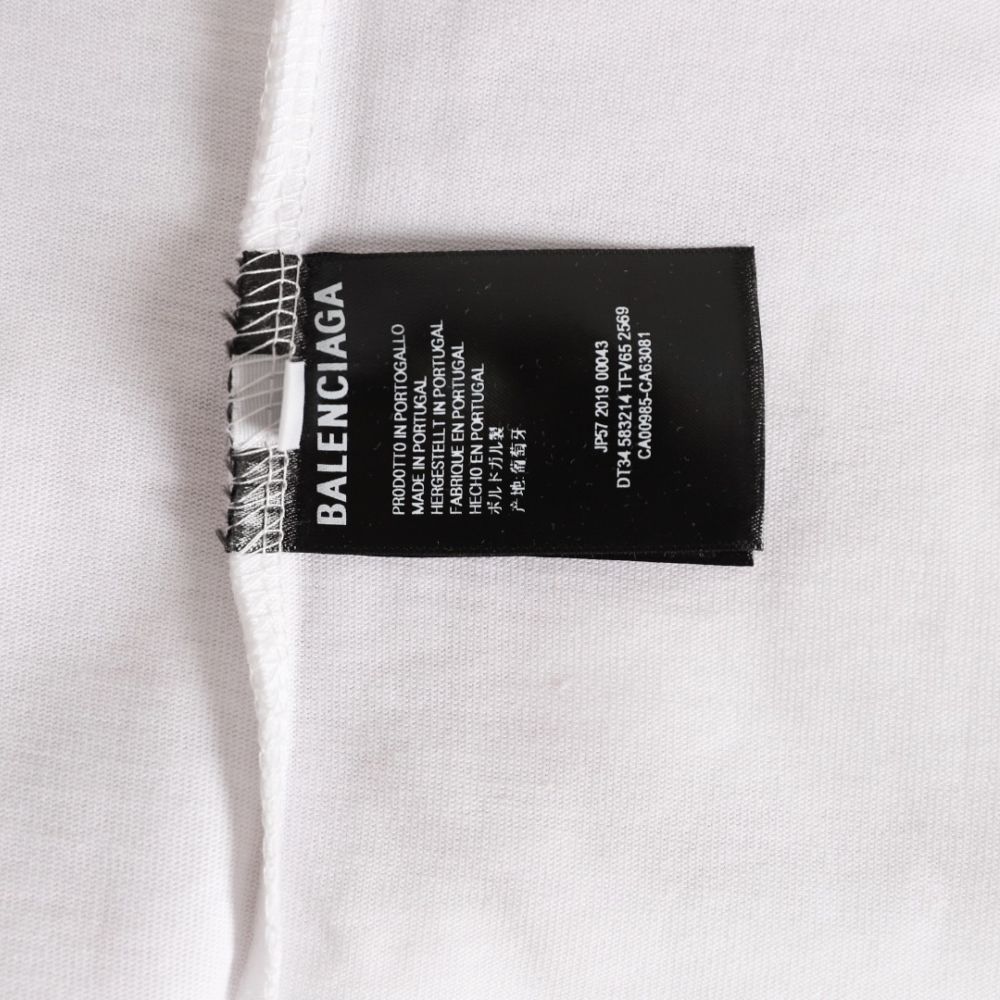 BALENCIAGA
PRODOTTO IN PORTOGALLO
MADE IN PORTUGAL
HERGESTELLT IN PORTUGAL
FABRIQUE EN PORTUGAL
HECHO EN PORTUGAL
ポルトガル製
产地:葡萄牙
JP57 2019 00043
DT34 583214 TFV65 2569
CA00985-CA63081